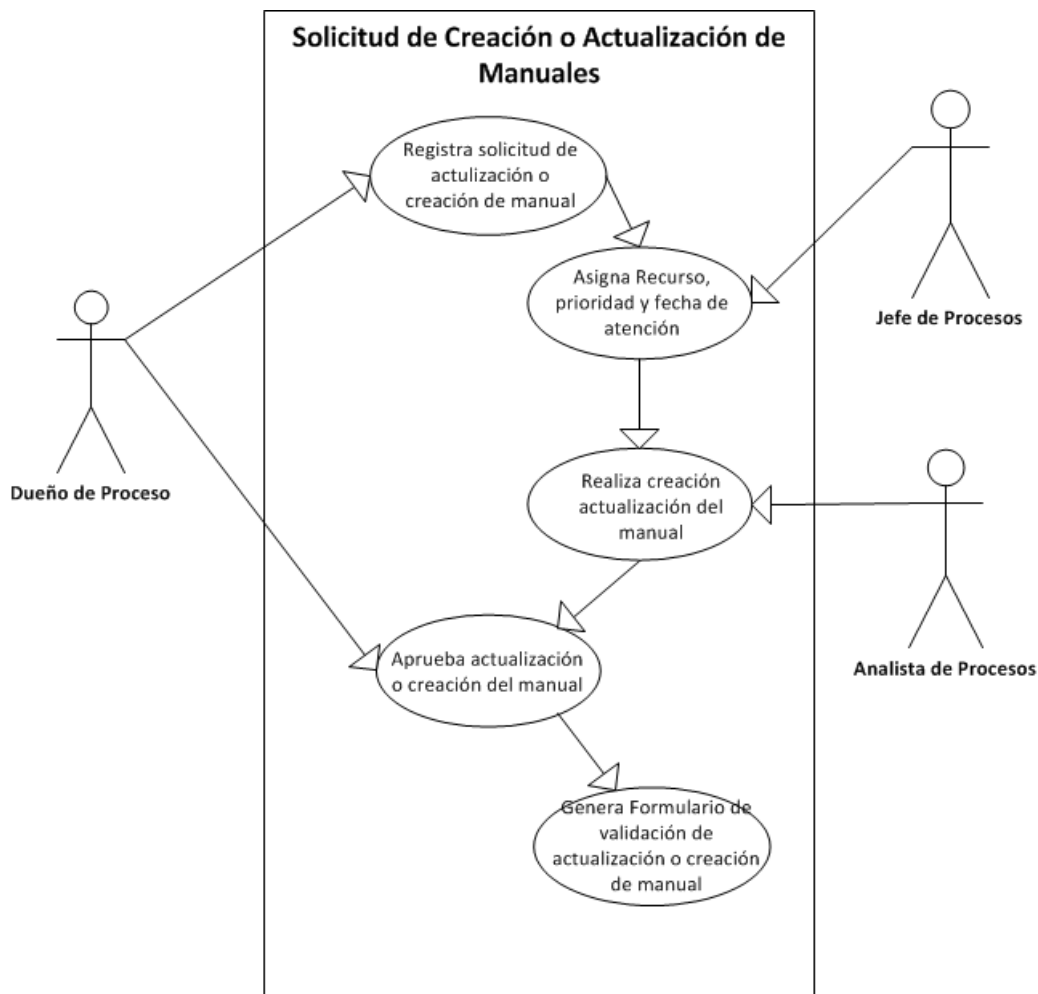 Solicitud de Creación o Actualización de
Manuales
Registra solicitud de
actulización o
creación de manual
Asigna Recurso,
prioridad y fecha de
atención
Jefe de Procesos
Dueño de Proceso
Realiza creación
actualización del
manual
Aprueba actualización
o creación del manual
Analista de Procesos
Genera Formulario de
validación de
actualización o creación
de manual